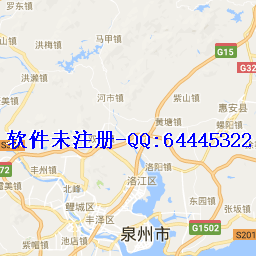 罗东镇
马甲镇
洪梅镇
G15
G32
洪濑镇
河市镇
紫山镇
惠安县
黄塘镇
螺阳镇
软件未注册-QQ:64445322
72
丰州镇
洛阳镇
北峰
洛江区
霞美镇
鲤城区
东园镇
张坂镇
丰泽区
紫帽镇
池店镇
泉州市
G1502
S201